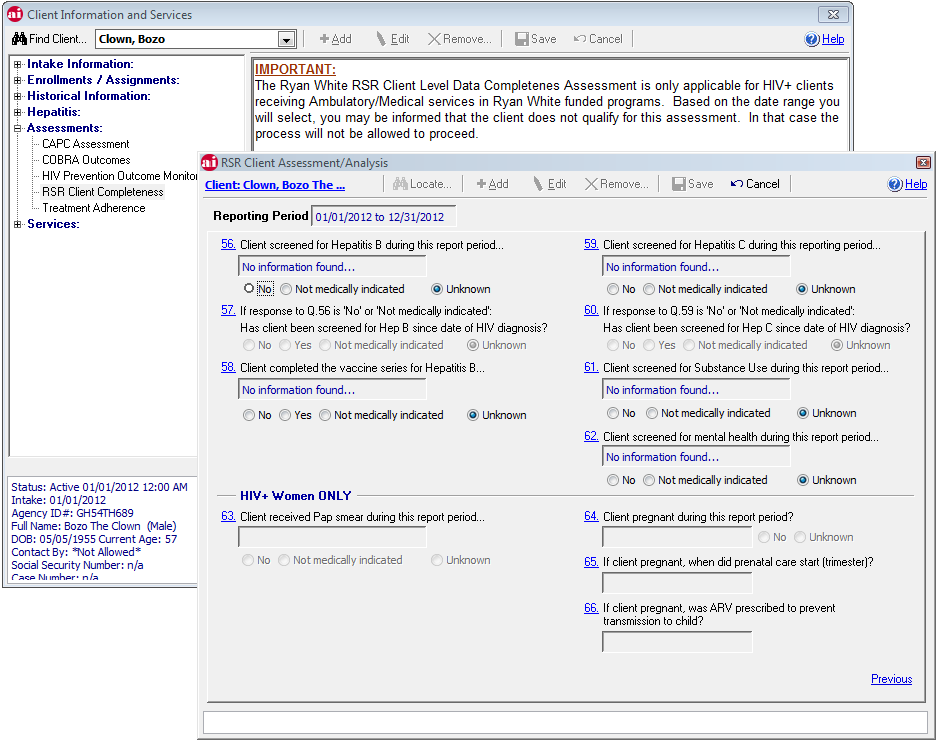 Client Information and Services
Find Client... Clown, Bozo Add Edit Remove... Save Cancel Help
Intake Information:
Enrollments / Assignments:
Historical Information:
Hepatitis:
Assessments:
CAPC Assessment
COBRA Outcomes
HIV Prevention Outcome Monitor
RSR Client Completeness
Treatment Adherence
Services:
IMPORTANT:
The Ryan White RSR Client Level Data Completenes Assessment is only applicable for HIV+ clients
receiving Ambulatory/Medical services in Ryan White funded programs. Based on the date range you
will select, you may be informed that the client does not qualify for this assessment. In that case the
process will not be allowed to proceed.
Status: Active 01/01/2012 12:00 AM
Intake: 01/01/2012
Agency ID#: GH54TH689
Full Name: Bozo The Clown (Male)
DOB: 05/05/1955 Current Age: 57
Contact By: *Not Allowed*
Social Security Number: n/a
Case Number: n/a
RSR Client Assessment/Analysis
Client: Clown, Bozo The ... Locate... Add Edit Remove... Save Cancel Help
Reporting Period 01/01/2012 to 12/31/2012
56. Client screened for Hepatitis B during this report period...
No information found...
No Not medically indicated Unknown
57. If response to Q.56 is 'No' or 'Not medically indicated':
Has client been screened for Hep B since date of HIV diagnosis?
No Yes Not medically indicated Unknown
58. Client completed the vaccine series for Hepatitis B...
No information found...
No Yes Not medically indicated Unknown
59. Client screened for Hepatitis C during this reporting period...
No information found...
No Not medically indicated Unknown
60. If response to Q.59 is 'No' or 'Not medically indicated':
Has client been screened for Hep C since date of HIV diagnosis?
No Yes Not medically indicated Unknown
61. Client screened for Substance Use during this report period...
No information found...
No Not medically indicated Unknown
62. Client screened for mental health during this report period...
No information found...
No Not medically indicated Unknown
HIV+ Women ONLY
63. Client received Pap smear during this report period...
No Not medically indicated Unknown
64. Client pregnant during this report period?
No Unknown
65. If client pregnant, when did prenatal care start (trimester)?
66. If client pregnant, was ARV prescribed to prevent
transmission to child?
Previous